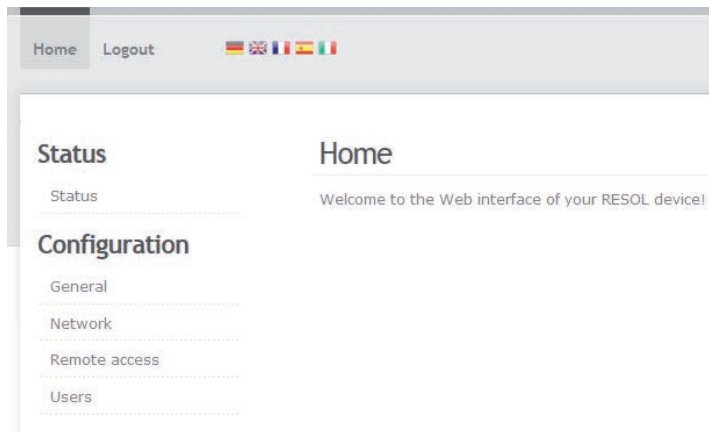 Home Logout
Status
Status
Configuration
General
Network
Remote access
Users
Home
Welcome to the Web interface of your RESOL device!